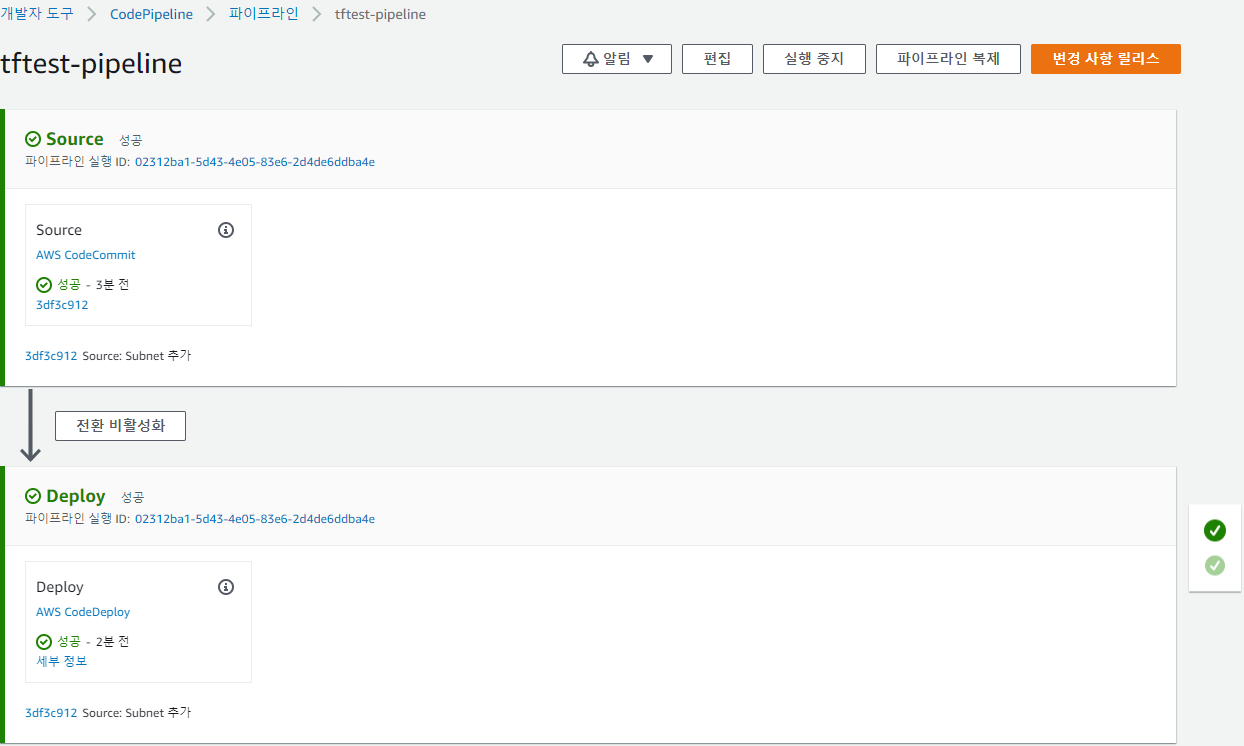 개발자 도구 > CodePipeline > 파이프라인 > tftest-pipeline
tftest-pipeline
알림 ▼
편집
실행 중지
파이프라인 복제
변경 사항 릴리스
Source 성공
파이프라인 실행 ID: 02312ba1-5d43-4e05-83e6-2d4de6ddba4e
Source
AWS CodeCommit
성공 - 3분 전
3df3c912
3df3c912 Source: Subnet 추가
전환 비활성화
Deploy 성공
파이프라인 실행 ID: 02312ba1-5d43-4e05-83e6-2d4de6ddba4e
Deploy
AWS CodeDeploy
성공 - 2분 전
세부 정보
3df3c912 Source: Subnet 추가